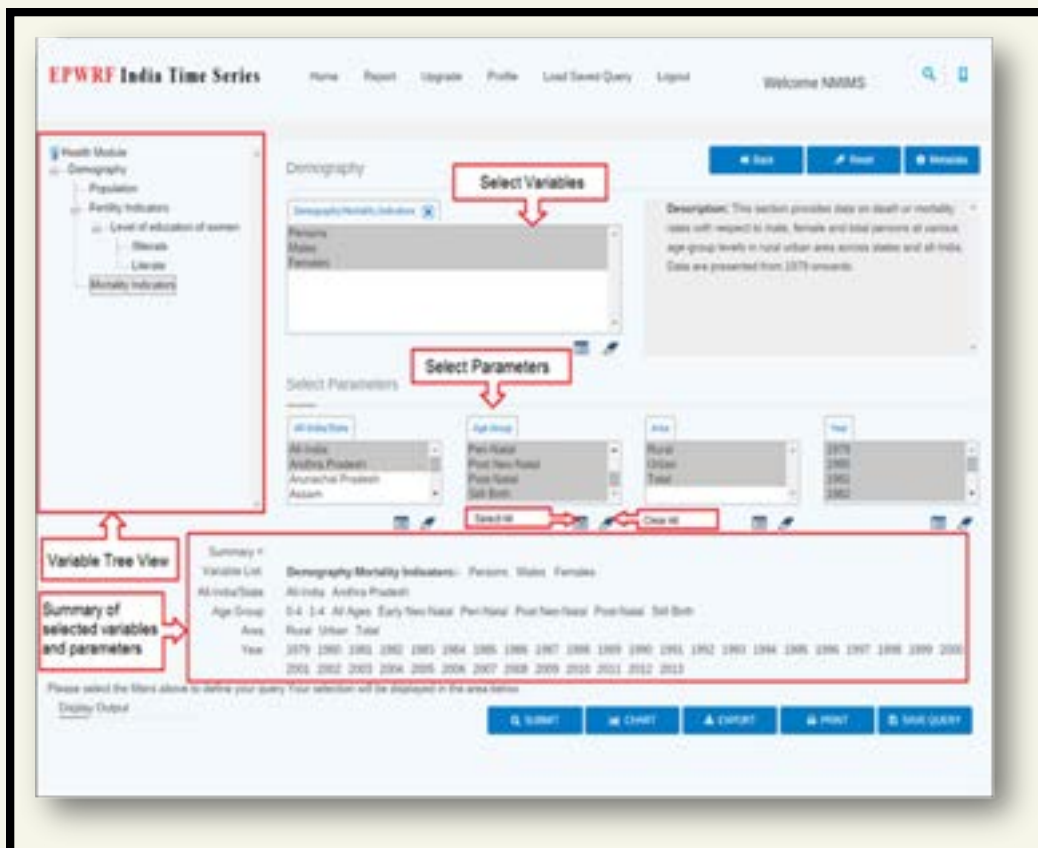 EPWRF India Time Series
Home Report Upgrade Profile Load Saved Query Logout
Welcome NMIMS
Health Module
Demography
Population
Fertility Indicators
Level of education of women
Illiterate
Literate
Mortality Indicators
Demography
Back Reset Metadata
Select Variables
Demography Mortality Indicators
Persons
Males
Females
Description: This section provides data on death or mortality
rates with respect to male, female and total persons at various
age-group levels in rural urban area across states and all-India.
Data are presented from 1979 onwards.
Select Parameters
Select Parameters
All-India/State
All-India
Andhra Pradesh
Arunachal Pradesh
Assam
Age Group
Peri-Natal
Post Neo-Natal
Post-Natal
Still Birth
Area
Rural
Urban
Total
Year
1979
1980
1981
1982
Select All
Clear All
Variable Tree View
Summary of
selected variables
and parameters
Summary
Variable List Demography Mortality Indicators:- Persons Males Females
All-India/State All-India Andhra Pradesh
Age Group 0-4 1-4 All Ages Early Neo-Natal Peri-Natal Post Neo-Natal Post-Natal Still Birth
Area Rural Urban Total
Year 1979 1980 1981 1982 1983 1984 1985 1986 1987 1988 1989 1990 1991 1992 1993 1994 1995 1996 1997 1998 1999 2000
2001 2002 2003 2004 2005 2006 2007 2008 2009 2010 2011 2012 2013
Please select the filters above to define your query Your selection will be displayed in the area below
Display Output
SUBMIT CHART EXPORT PRINT SAVE QUERY